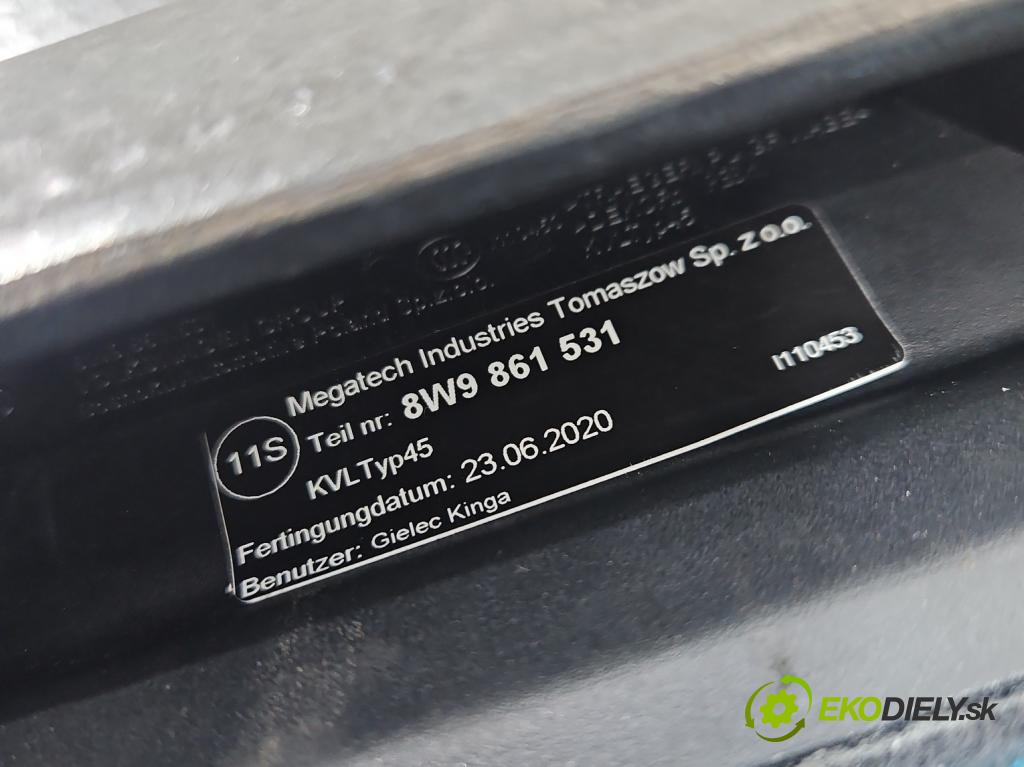 Megatech Industries Tomaszow Sp. z o.o.
11S
Teil nr: 8W9 861 531
KVLTyp45
I110453
Fertingungdatum: 23.06.2020
Benutzer: Gielec Kinga
EKODIELY.sk